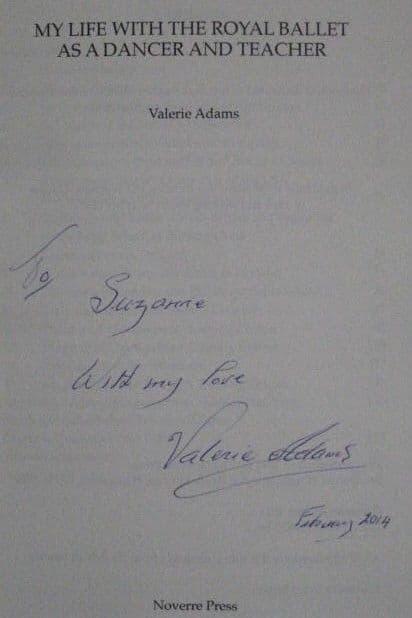 MY LIFE WITH THE ROYAL BALLET
AS A DANCER AND TEACHER
Valerie Adams
To
Suzanne
With my love
Valerie Adams
February 2014
Noverre Press